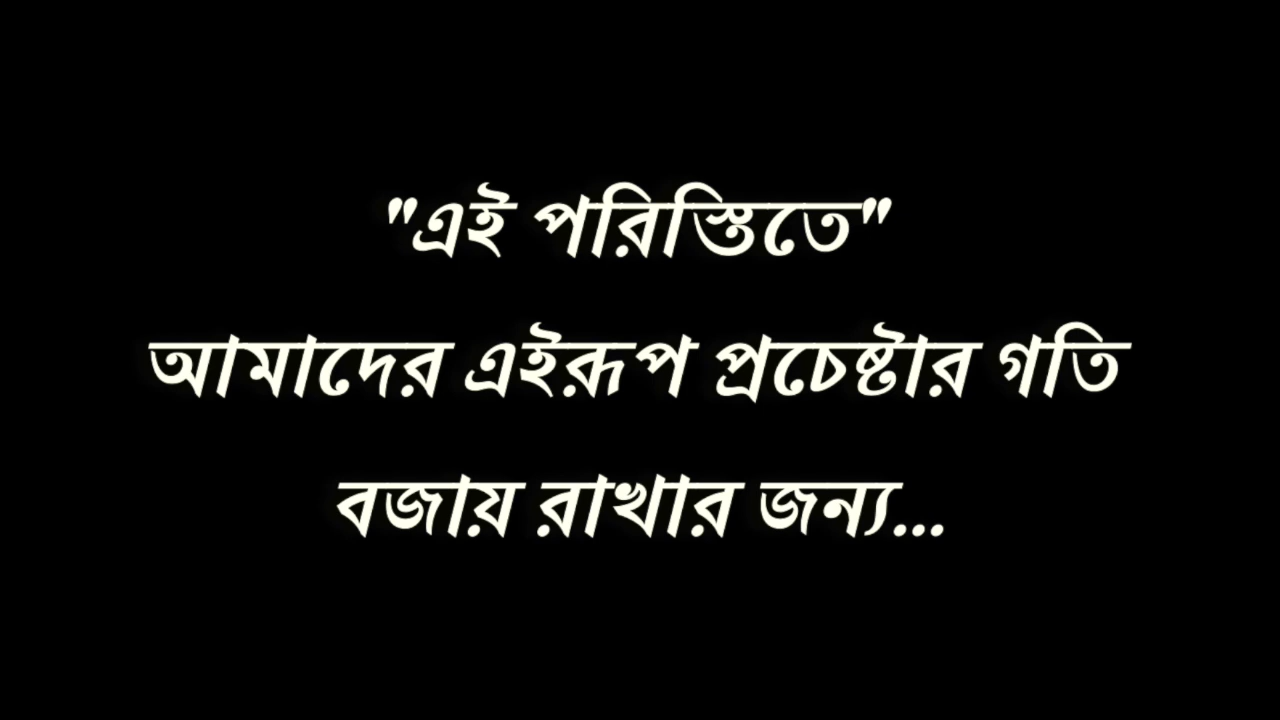 "এই পরিস্তিতে"
আমাদের এইরূপ প্রচেষ্টার গতি
বজায় রাখার জন্য...